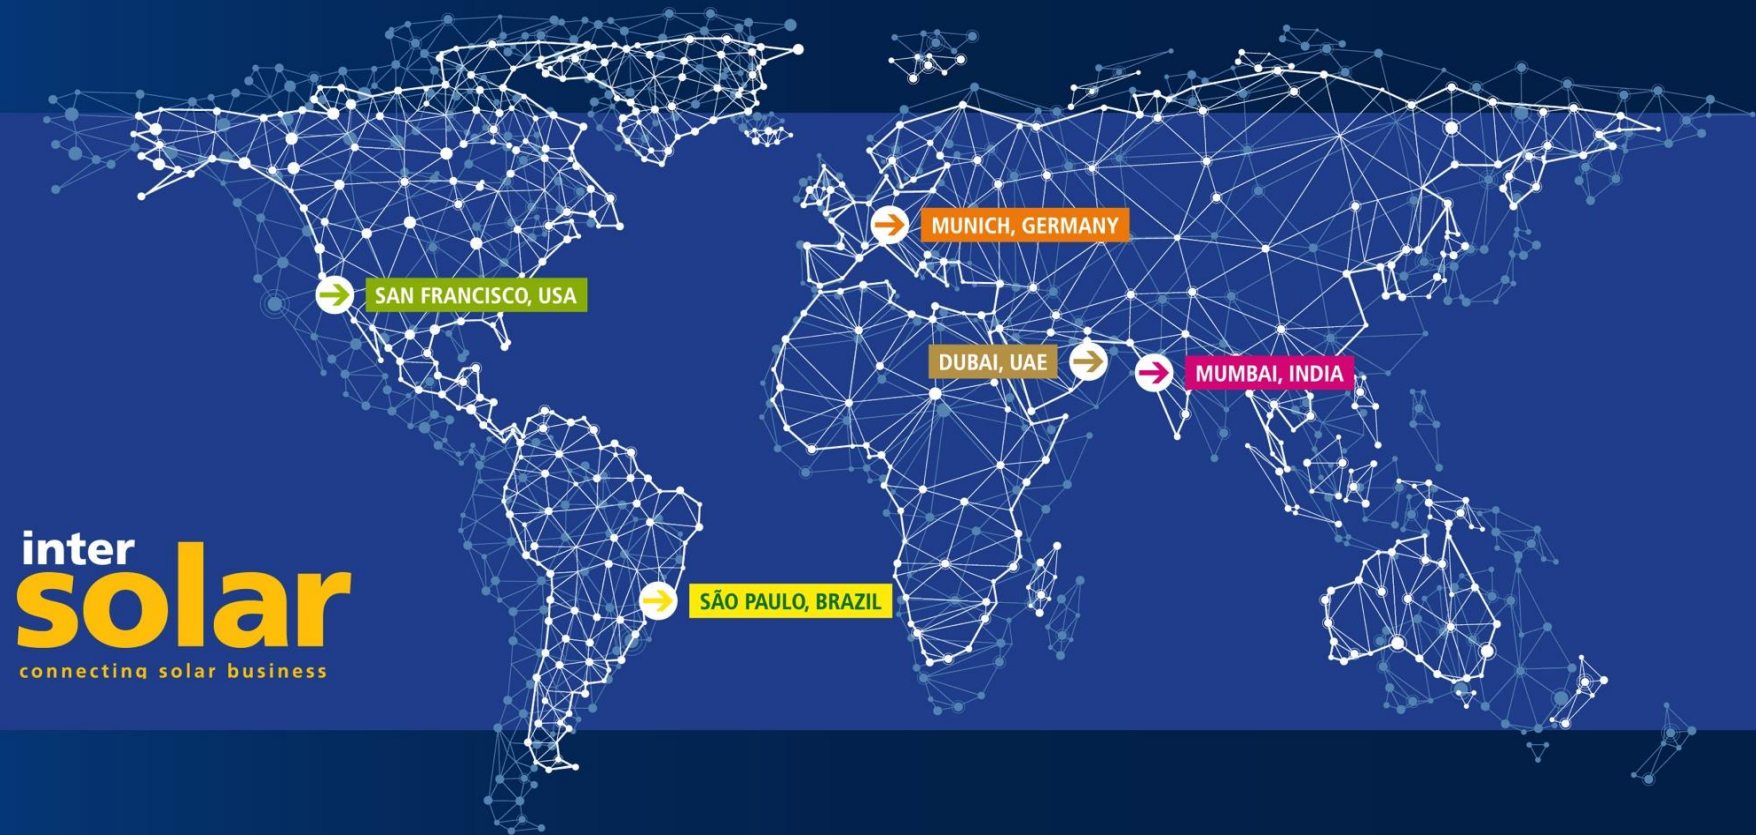 MUNICH, GERMANY
SAN FRANCISCO, USA
DUBAI, UAE
MUMBAI, INDIA
SÃO PAULO, BRAZIL
inter
solar
connecting solar business